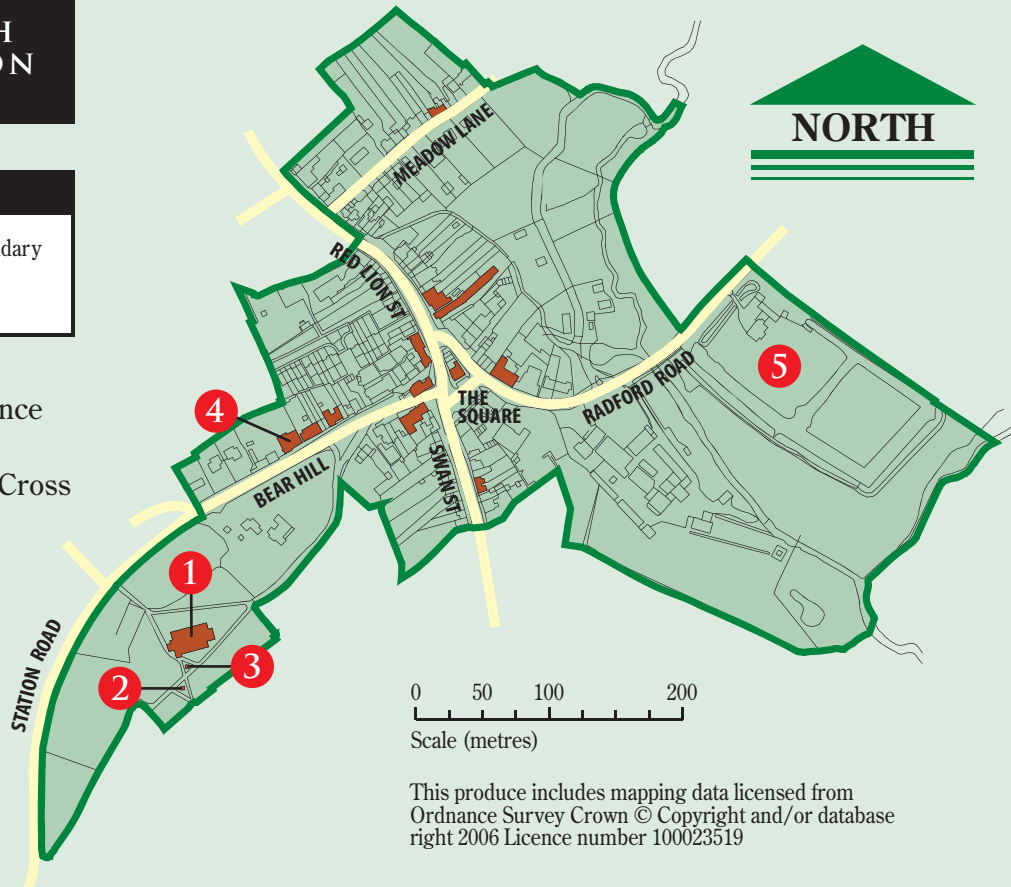 H
ON
dary
nce
Cross
NORTH
MEADOW LANE
RED LION ST
THE
SQUARE
RADFORD ROAD
5
4
BEAR HILL
SWAN ST
1
3
2
STATION ROAD
0 50 100 200
Scale (metres)
This produce includes mapping data licensed from
Ordnance Survey Crown © Copyright and/or database
right 2006 Licence number 100023519